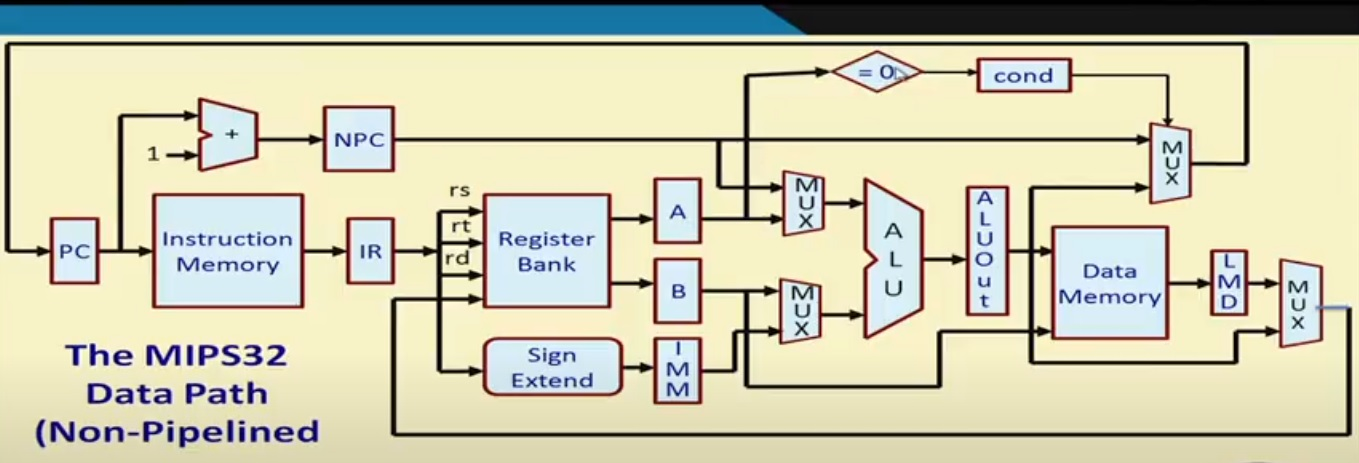 = 0
cond
+
NPC
1
MUX
rs
rt
rd
PC
Instruction
Memory
IR
Register
Bank
A
B
MUX
MUX
ALU
ALUOut
Data
Memory
LMD
MUX
Sign
Extend
IMM
The MIPS32
Data Path
(Non-Pipelined